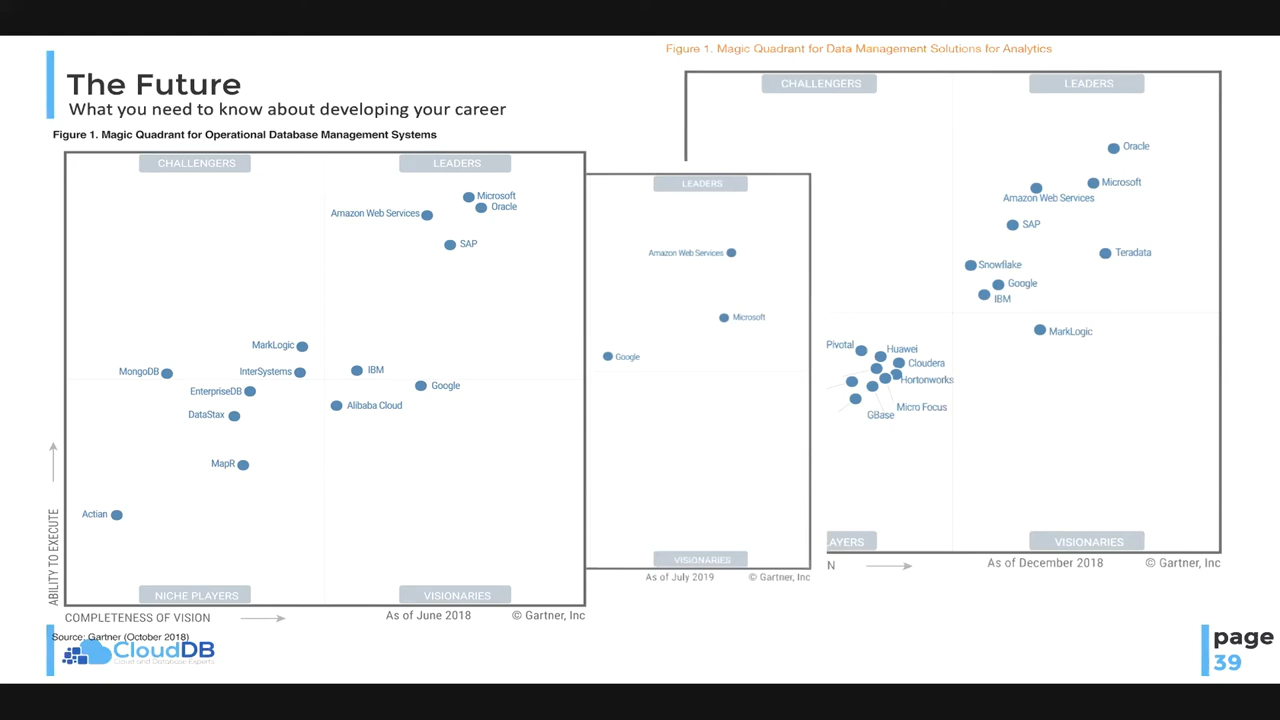 The Future
What you need to know about developing your career
Figure 1. Magic Quadrant for Operational Database Management Systems
CHALLENGERS
LEADERS
Microsoft
Oracle
Amazon Web Services
SAP
MarkLogic
MongoDB
InterSystems
IBM
Google
EnterpriseDB
Alibaba Cloud
DataStax
MapR
Actian
ABILITY TO EXECUTE
NICHE PLAYERS
VISIONARIES
COMPLETENESS OF VISION
As of June 2018
© Gartner, Inc
Source: Gartner (October 2018)
LEADERS
Amazon Web Services
Microsoft
Google
VISIONARIES
As of July 2019
© Gartner, Inc
Figure 1. Magic Quadrant for Data Management Solutions for Analytics
CHALLENGERS
LEADERS
Oracle
Microsoft
Amazon Web Services
SAP
Teradata
Snowflake
Google
IBM
MarkLogic
Pivotal
Huawei
Cloudera
Hortonworks
Micro Focus
GBase
AYERS
VISIONARIES
N
As of December 2018
© Gartner, Inc
CloudDB
Cloud and Database Experts
page
39